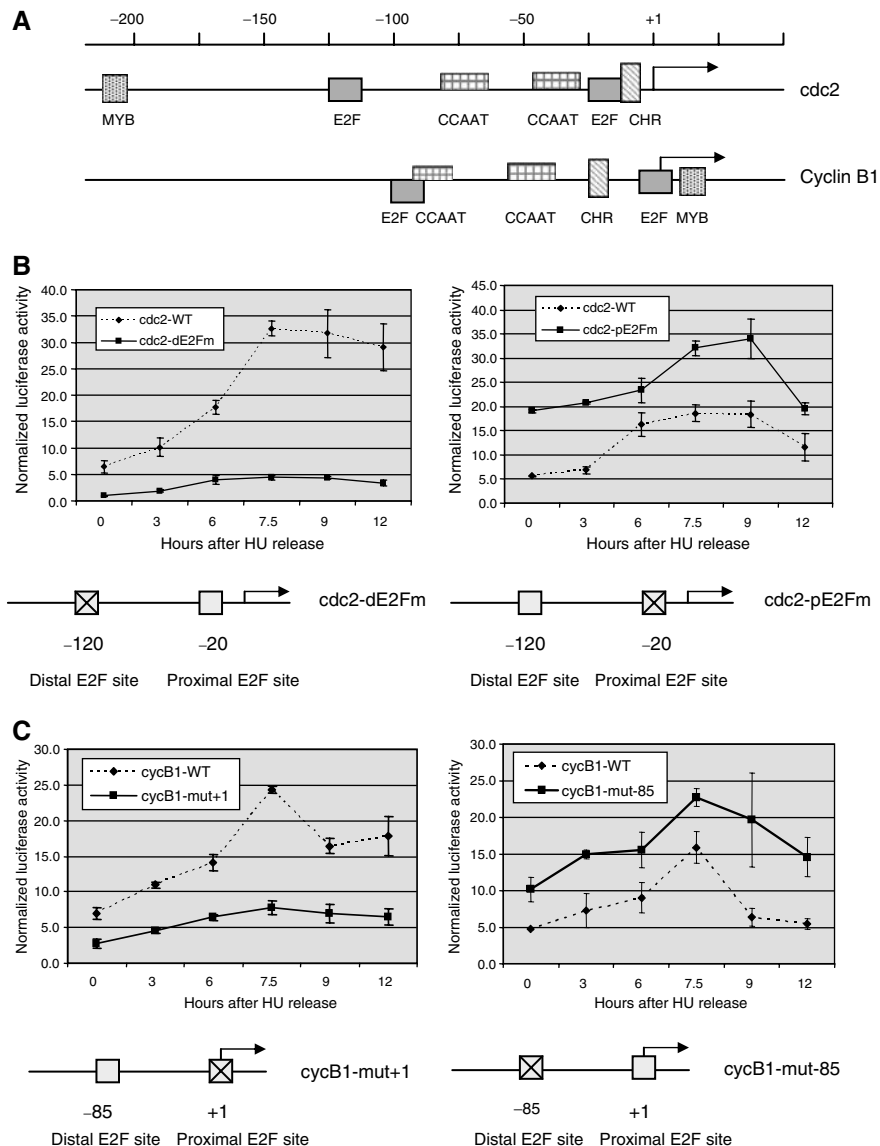 A
−200 −150 −100 −50 +1
cdc2
MYB E2F CCAAT CCAAT E2F CHR
Cyclin B1
E2F CCAAT CCAAT CHR E2F MYB
B
Normalized luciferase activity
40.0
35.0
30.0
25.0
20.0
15.0
10.0
5.0
0.0
cdc2-WT
cdc2-dE2Fm
0 3 6 7.5 9 12
Hours after HU release
Normalized luciferase activity
45.0
40.0
35.0
30.0
25.0
20.0
15.0
10.0
5.0
0.0
cdc2-WT
cdc2-pE2Fm
0 3 6 7.5 9 12
Hours after HU release
cdc2-dE2Fm
−120 −20
Distal E2F site Proximal E2F site
cdc2-pE2Fm
−120 −20
Distal E2F site Proximal E2F site
C
Normalized luciferase activity
30.0
25.0
20.0
15.0
10.0
5.0
0.0
cycB1-WT
cycB1-mut+1
0 3 6 7.5 9 12
Hours after HU release
Normalized luciferase activity
30.0
25.0
20.0
15.0
10.0
5.0
0.0
cycB1-WT
cycB1-mut-85
0 3 6 7.5 9 12
Hours after HU release
cycB1-mut+1
−85 +1
Distal E2F site Proximal E2F site
cycB1-mut-85
−85 +1
Distal E2F site Proximal E2F site